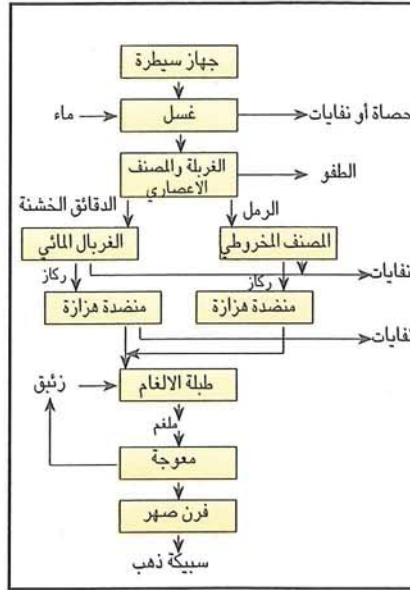 جهاز سيطرة
ماء
غسل
حصاة أو نفايات
الغربلة والمصنف
الاعصاري
الطفو
الدقائق الخشنة
الرمل
الغربال المائي
المصنف المخروطي
نفايات
ركاز
ركاز
منضدة هزازة
منضدة هزازة
نفايات
زئبق
طبلة الالغام
ملغم
معوجة
فرن صهر
سبيكة ذهب